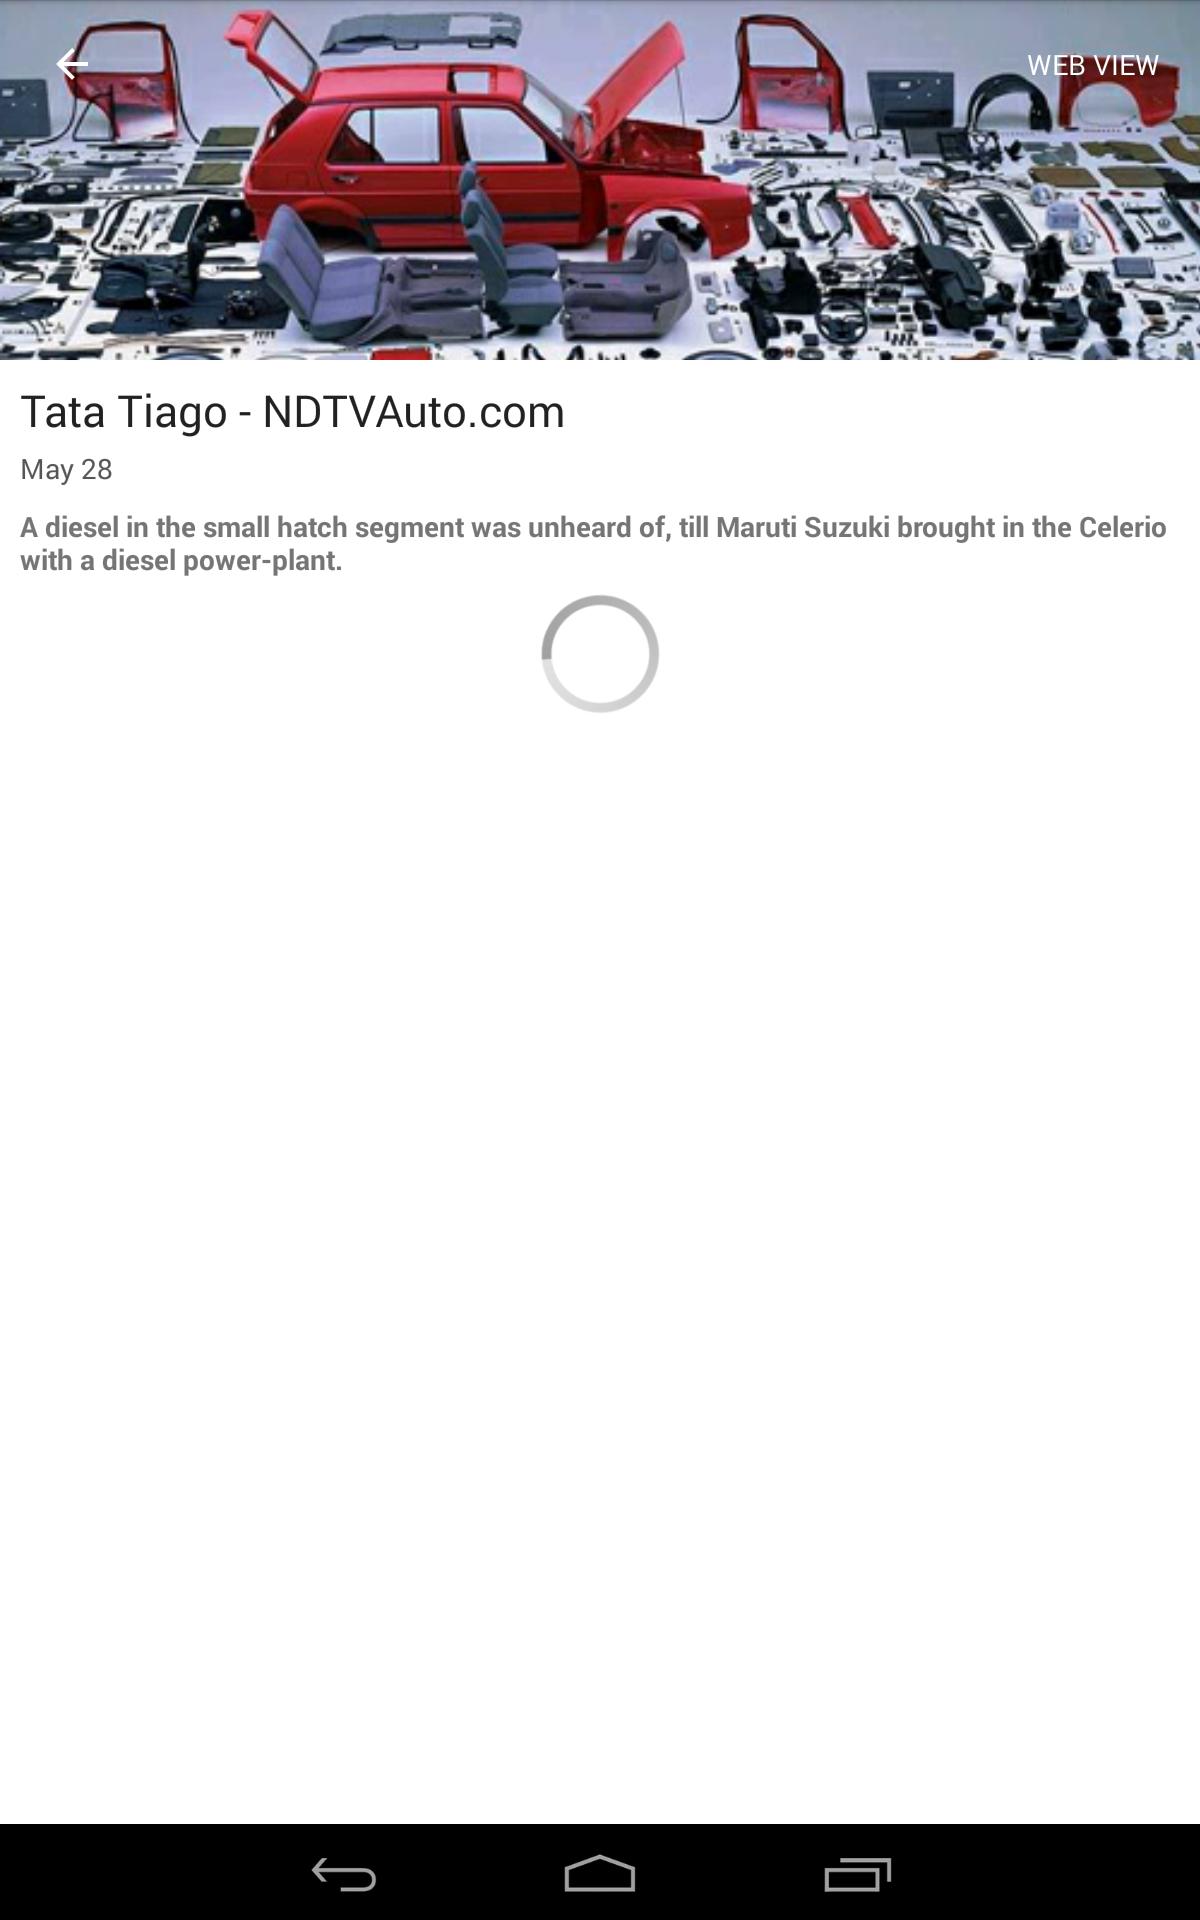 WEB VIEW
Tata Tiago - NDTVAuto.com
May 28
A diesel in the small hatch segment was unheard of, till Maruti Suzuki brought in the Celerio
with a diesel power-plant.